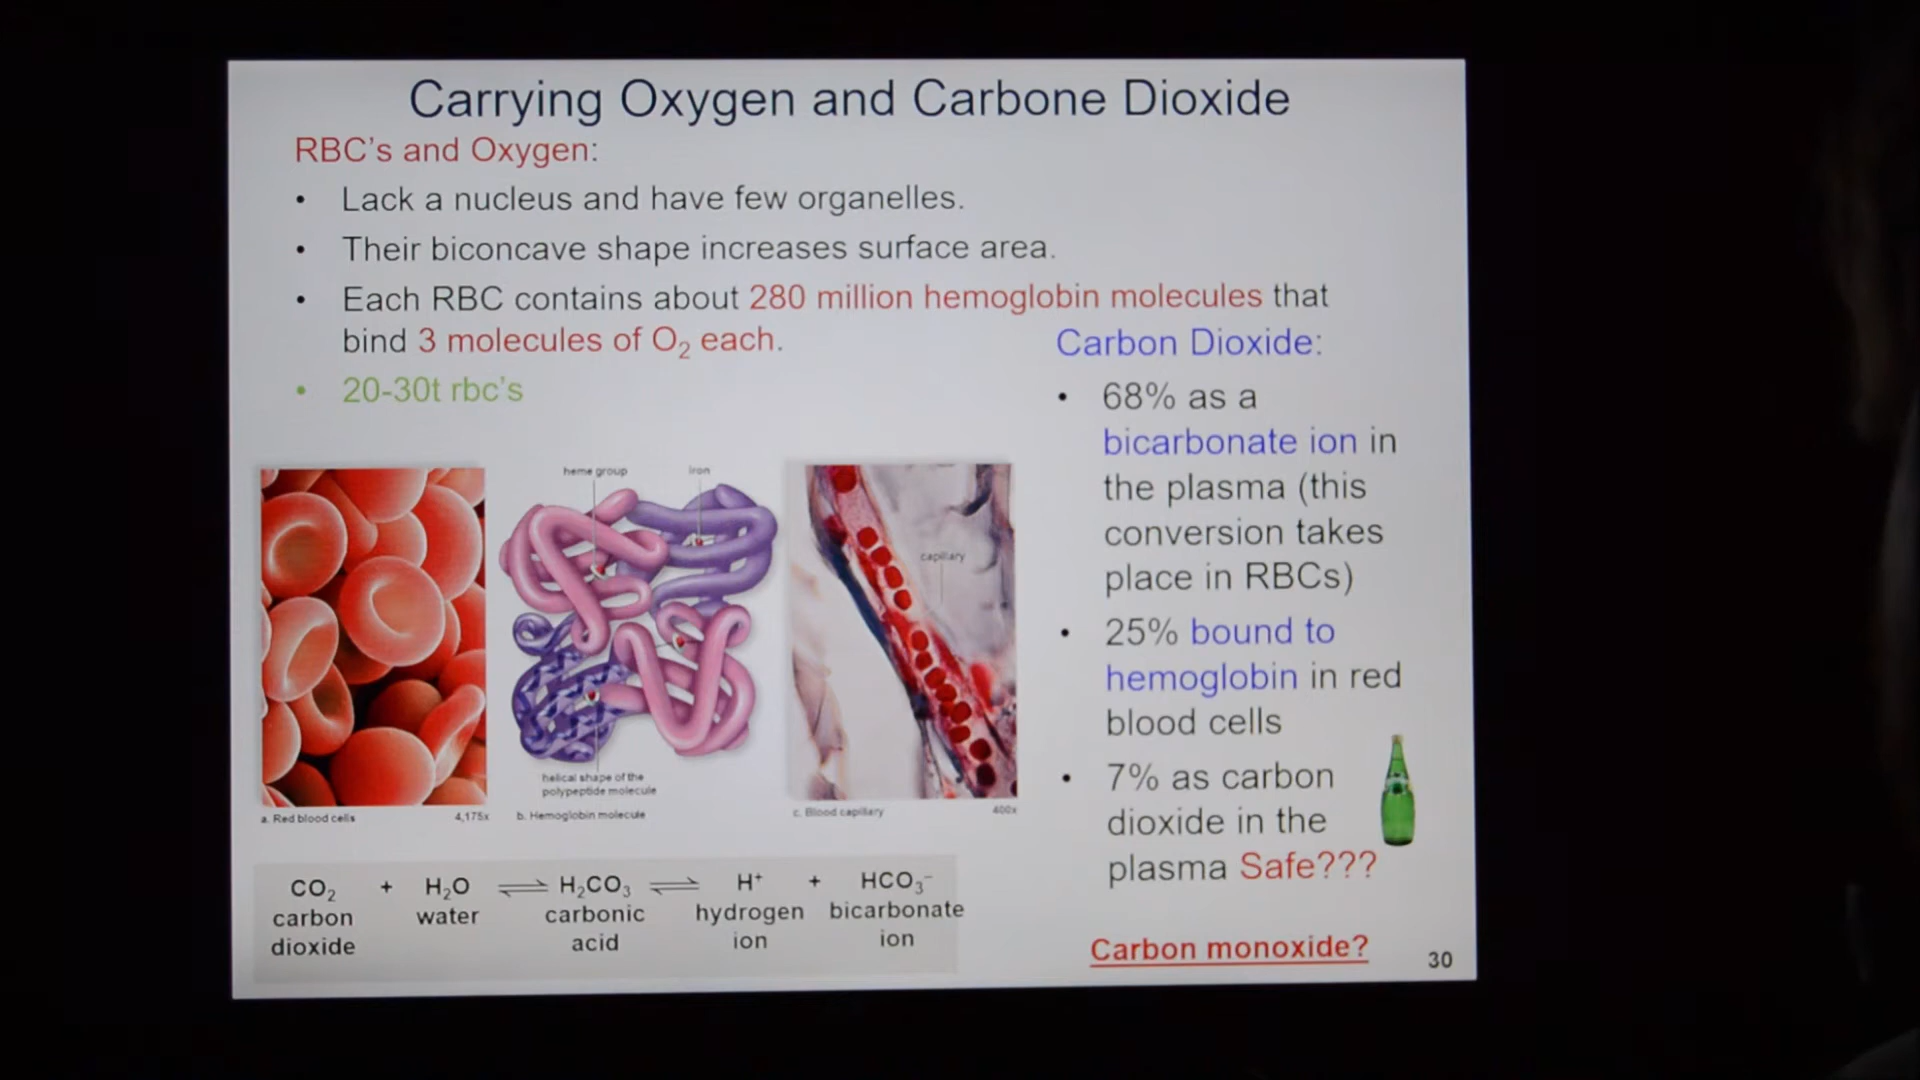 Carrying Oxygen and Carbone Dioxide
RBC's and Oxygen:
• Lack a nucleus and have few organelles.
• Their biconcave shape increases surface area.
• Each RBC contains about 280 million hemoglobin molecules that
bind 3 molecules of O₂ each.
• 20-30t rbc's
Carbon Dioxide:
• 68% as a
bicarbonate ion in
the plasma (this
conversion takes
place in RBCs)
• 25% bound to
hemoglobin in red
blood cells
• 7% as carbon
dioxide in the
plasma Safe???
heme group
iron
capillary
helical shape of the
polypeptide molecule
a. Red blood cells 4,175x
b. Hemoglobin molecule
c. Blood capillary 400x
CO₂ + H₂O ⇌ H₂CO₃ ⇌ H⁺ + HCO₃⁻
carbon water carbonic hydrogen bicarbonate
dioxide acid ion ion
Carbon monoxide?
30